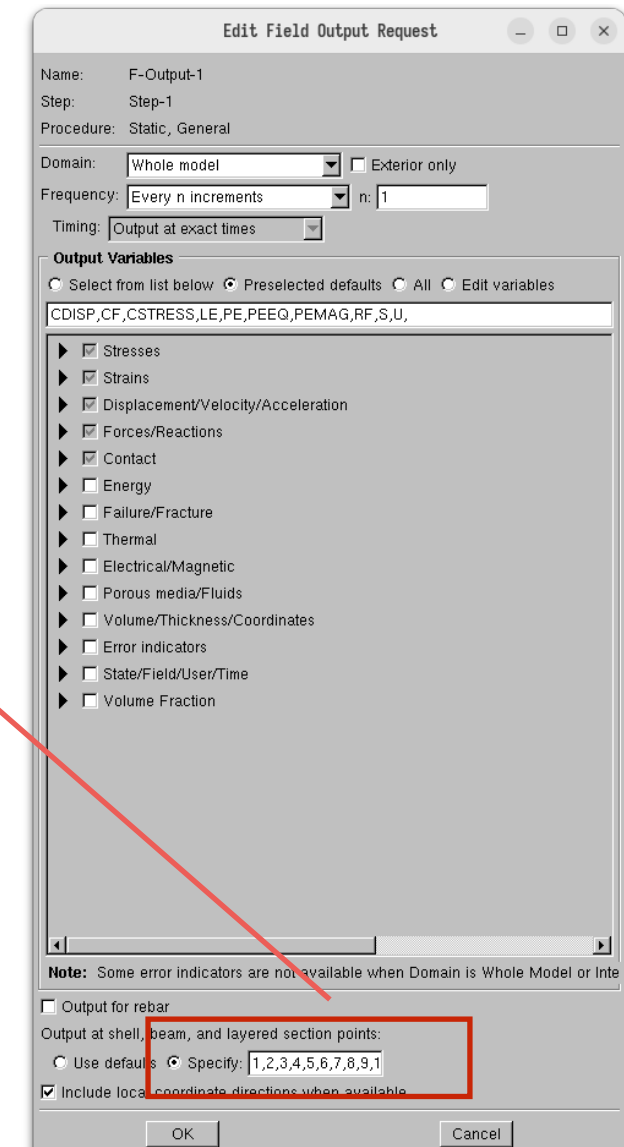 Edit Field Output Request
Name: F-Output-1
Step: Step-1
Procedure: Static, General
Domain: Whole model Exterior only
Frequency: Every n increments n: 1
Timing: Output at exact times
Output Variables
Select from list below Preselected defaults All Edit variables
CDISP,CF,CSTRESS,LE,PE,PEEQ,PEMAG,RF,S,U,
Stresses
Strains
Displacement/Velocity/Acceleration
Forces/Reactions
Contact
Energy
Failure/Fracture
Thermal
Electrical/Magnetic
Porous media/Fluids
Volume/Thickness/Coordinates
Error indicators
State/Field/User/Time
Volume Fraction
Note: Some error indicators are not available when Domain is Whole Model or Inte
Output for rebar
Output at shell, beam, and layered section points:
Use defaults Specify: 1,2,3,4,5,6,7,8,9,1
Include local coordinate directions when available
OK Cancel